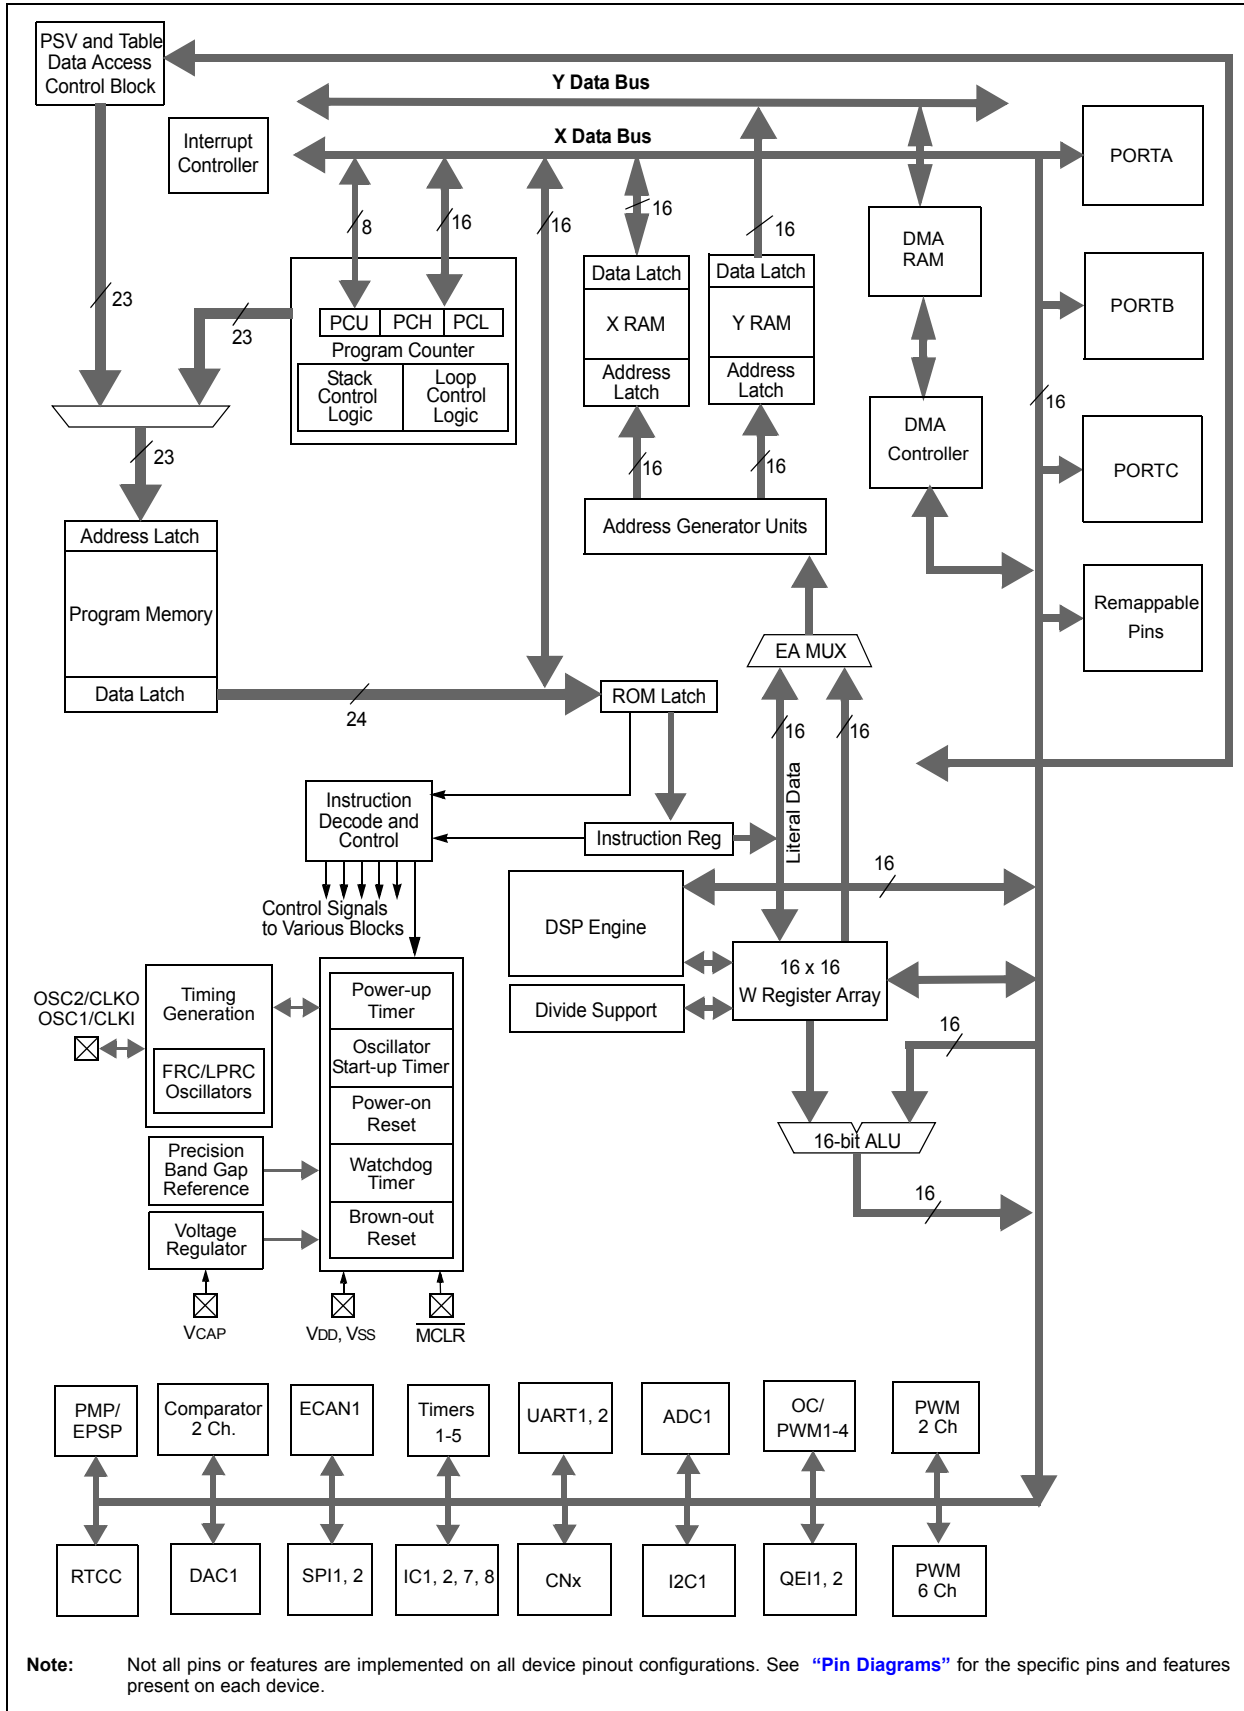 PSV and Table
Data Access
Control Block
Y Data Bus
Interrupt
Controller
X Data Bus
PORTA
8
16
16
16
16
DMA
RAM
23
23
Data Latch
X RAM
Address
Latch
Data Latch
Y RAM
Address
Latch
PORTB
PCU
PCH
PCL
Program Counter
Stack
Control
Logic
Loop
Control
Logic
16
DMA
Controller
23
16
16
PORTC
Address Generator Units
Address Latch
Program Memory
Data Latch
Remappable
Pins
EA MUX
24
ROM Latch
16
16
Literal Data
Instruction
Decode and
Control
Instruction Reg
Control Signals
to Various Blocks
16
DSP Engine
16 x 16
W Register Array
Divide Support
OSC2/CLKO
OSC1/CLKI
Timing
Generation
FRC/LPRC
Oscillators
Power-up
Timer
Oscillator
Start-up Timer
Power-on
Reset
Watchdog
Timer
Brown-out
Reset
Precision
Band Gap
Reference
Voltage
Regulator
16
16-bit ALU
16
VCAP
VDD, VSS
MCLR
PMP/
EPSP
Comparator
2 Ch.
ECAN1
Timers
1-5
UART1, 2
ADC1
OC/
PWM1-4
PWM
2 Ch
RTCC
DAC1
SPI1, 2
IC1, 2, 7, 8
CNx
I2C1
QEI1, 2
PWM
6 Ch
Note: Not all pins or features are implemented on all device pinout configurations. See “Pin Diagrams” for the specific pins and features
present on each device.